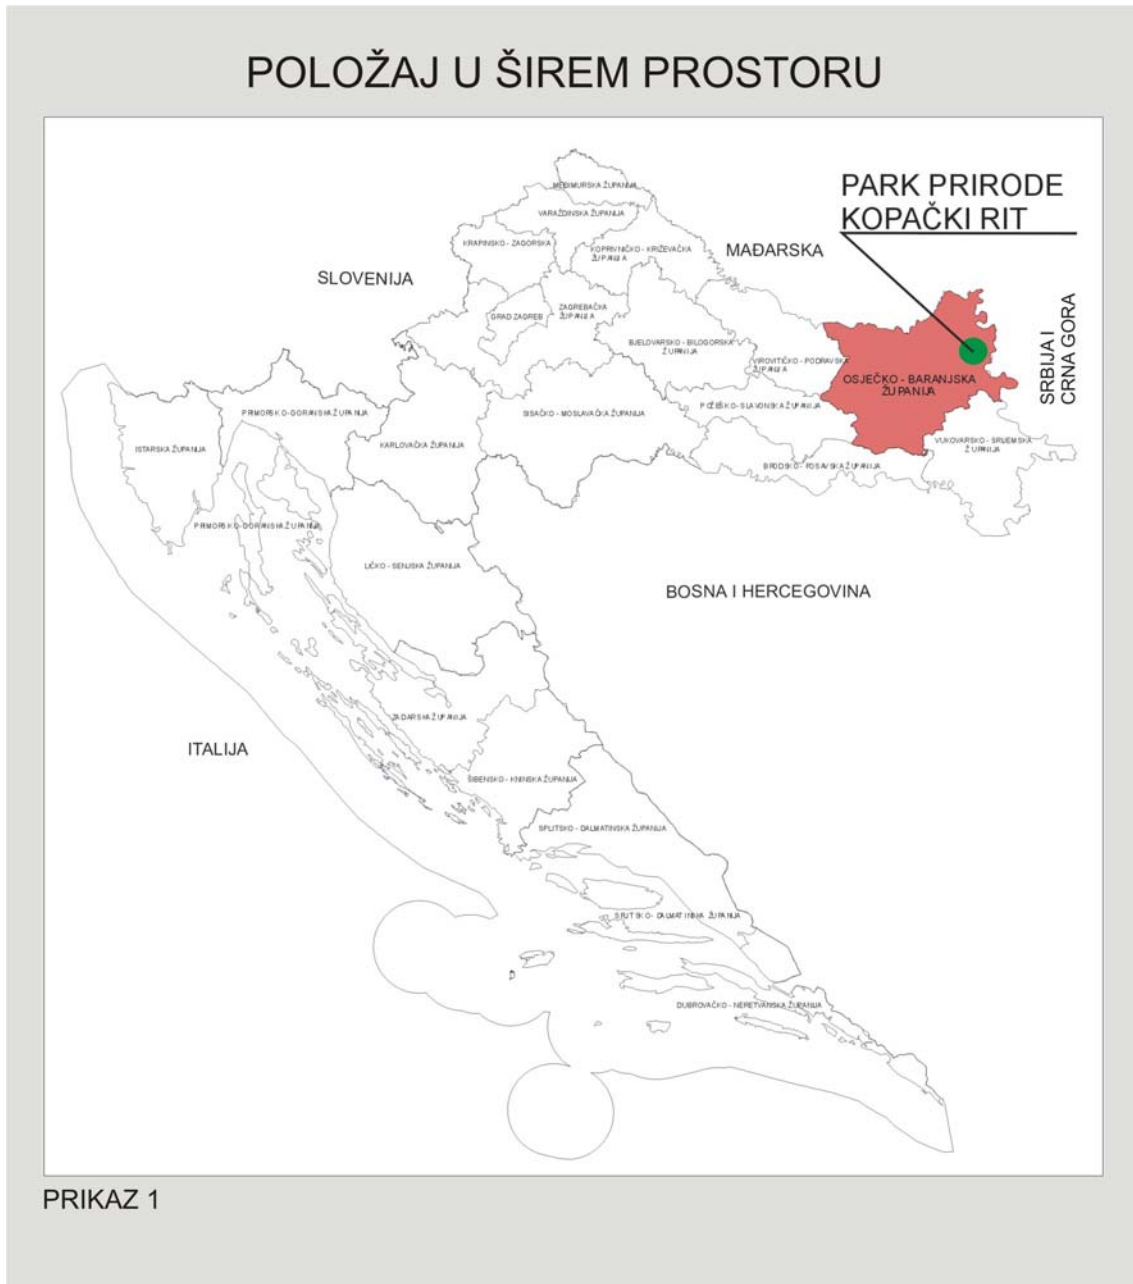 POLOŽAJ U ŠIREM PROSTORU
PARK PRIRODE
KOPAČKI RIT
MEĐIMURSKA ŽUPANIJA
VARAŽDINSKA ŽUPANIJA
KRAPINSKO - ZAGORSKA
KOPRIVNIČKO - KRIŽEVAČKA
ŽUPANIJA
MAĐARSKA
SLOVENIJA
GRAD ZAGREB
ZAGREBAČKA
ŽUPANIJA
BJELOVARSKO - BILOGORSKA
ŽUPANIJA
VIROVITIČKO - PODRAVSKA
ŽUPANIJA
OSJEČKO - BARANJSKA
ŽUPANIJA
SRBIJA I
CRNA GORA
POŽEŠKO - SLAVONSKA ŽUPANIJA
PRIMORSKO - GORANSKA ŽUPANIJA
SISAČKO - MOSLAVAČKA ŽUPANIJA
ISTARSKA ŽUPANIJA
KARLOVAČKA ŽUPANIJA
VUKOVARSKO - SRIJEMSKA
ŽUPANIJA
BRODSKO - POSAVSKA ŽUPANIJA
PRIMORSKO - GORANSKA ŽUPANIJA
LIČKO - SENJSKA ŽUPANIJA
BOSNA I HERCEGOVINA
ZADARSKA ŽUPANIJA
ITALIJA
ŠIBENSKO - KNINSKA ŽUPANIJA
SPLITSKO - DALMATINSKA ŽUPANIJA
SPLITSKO - DALMATINSKA ŽUPANIJA
DUBROVAČKO - NERETVANSKA ŽUPANIJA
PRIKAZ 1